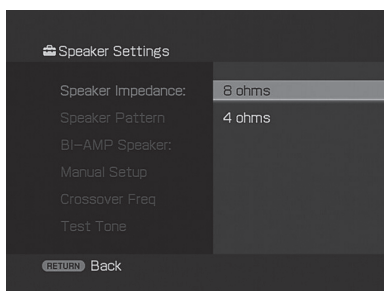 Speaker Settings
Speaker Impedance: 8 ohms
Speaker Pattern 4 ohms
BI-AMP Speaker:
Manual Setup
Crossover Freq
Test Tone
RETURN Back